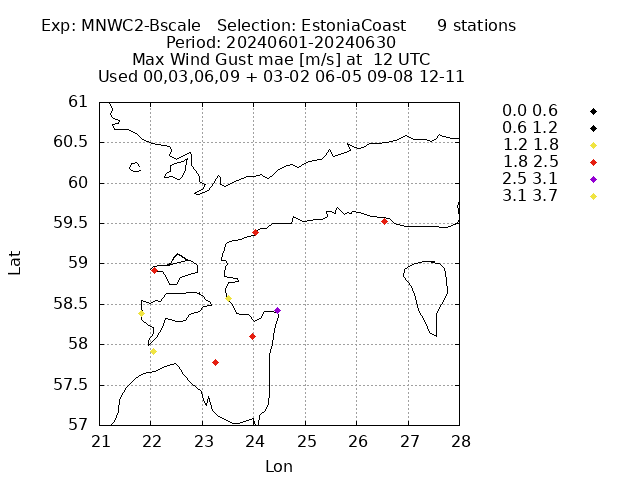 Exp: MNWC2-Bscale   Selection: EstoniaCoast      9 stations
Period: 20240601-20240630
Max Wind Gust mae [m/s] at  12 UTC
Used 00,03,06,09 + 03-02 06-05 09-08 12-11
61
60.5
60
59.5
59
58.5
58
57.5
57
Lat
21 22 23 24 25 26 27 28
Lon
0.0 0.6
0.6 1.2
1.2 1.8
1.8 2.5
2.5 3.1
3.1 3.7